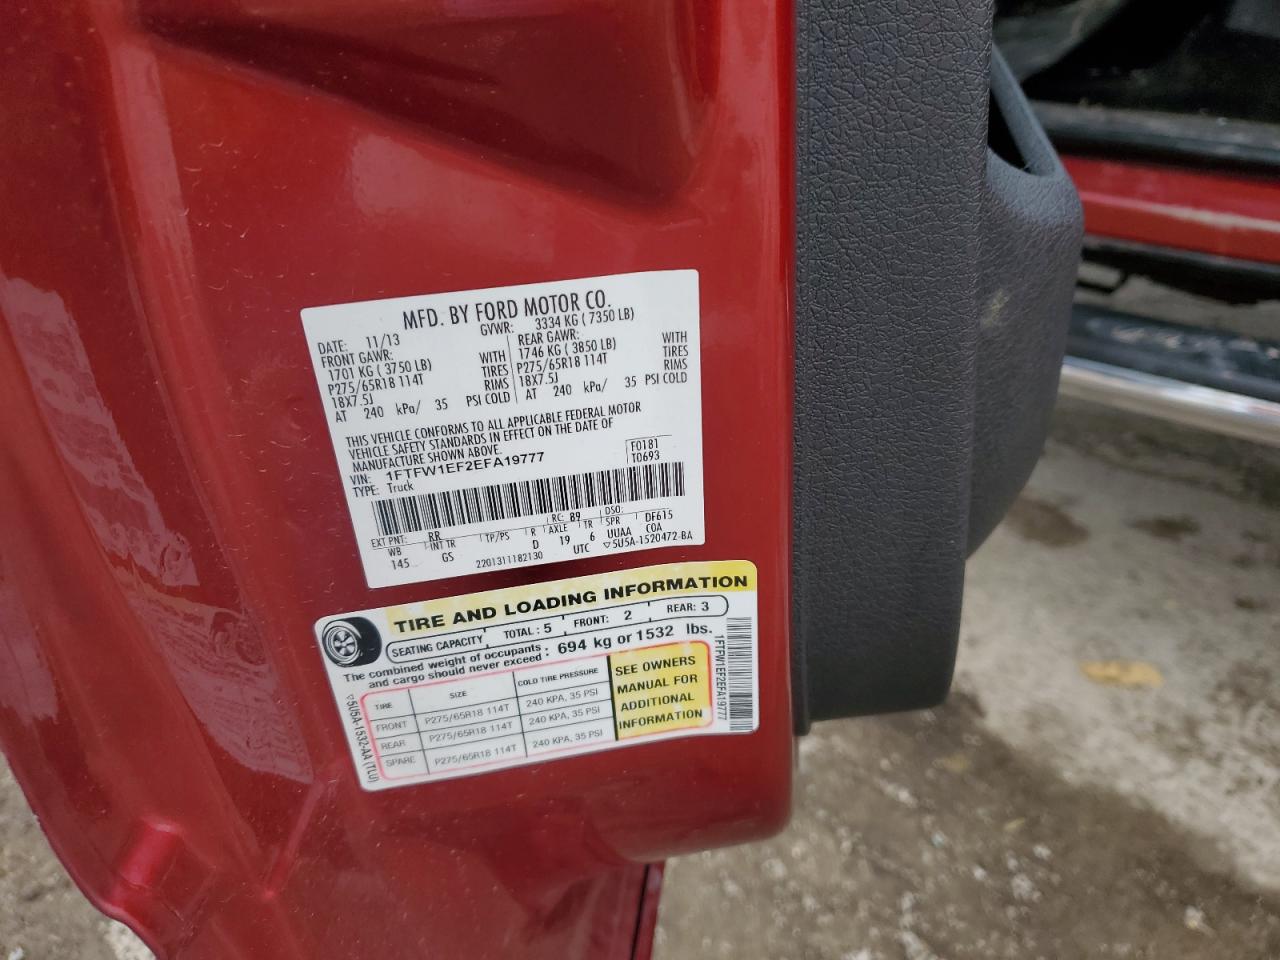 MFD. BY FORD MOTOR CO.
DATE: 11/13 GVWR: 3334 KG ( 7350 LB)
FRONT GAWR: REAR GAWR:
1701 KG ( 3750 LB) WITH 1746 KG ( 3850 LB) WITH
P275/65R18 114T TIRES P275/65R18 114T TIRES
18X7.5J RIMS 18X7.5J RIMS
AT 240 kPa/ 35 PSI COLD AT 240 kPa/ 35 PSI COLD
THIS VEHICLE CONFORMS TO ALL APPLICABLE FEDERAL MOTOR
VEHICLE SAFETY STANDARDS IN EFFECT ON THE DATE OF
MANUFACTURE SHOWN ABOVE.
VIN: 1FTFW1EF2EFA19777 F0181
TYPE: Truck T0693
EXT PNT: RR RC: 89 DSO:
WB INT TR TP/PS R AXLE TR SPR DF615
145 GS D 19 6 UUAA COA
2201311182130 UTC ▽5U5A-1520472-BA
TIRE AND LOADING INFORMATION
SEATING CAPACITY TOTAL: 5 FRONT: 2 REAR: 3
The combined weight of occupants
and cargo should never exceed : 694 kg or 1532 lbs.
TIRE SIZE COLD TIRE PRESSURE
FRONT P275/65R18 114T 240 KPA, 35 PSI
REAR P275/65R18 114T 240 KPA, 35 PSI
SPARE P275/65R18 114T 240 KPA, 35 PSI
SEE OWNERS
MANUAL FOR
ADDITIONAL
INFORMATION
1FTFW1EF2EFA19777
▽5U5A-1532-AA (TLU)